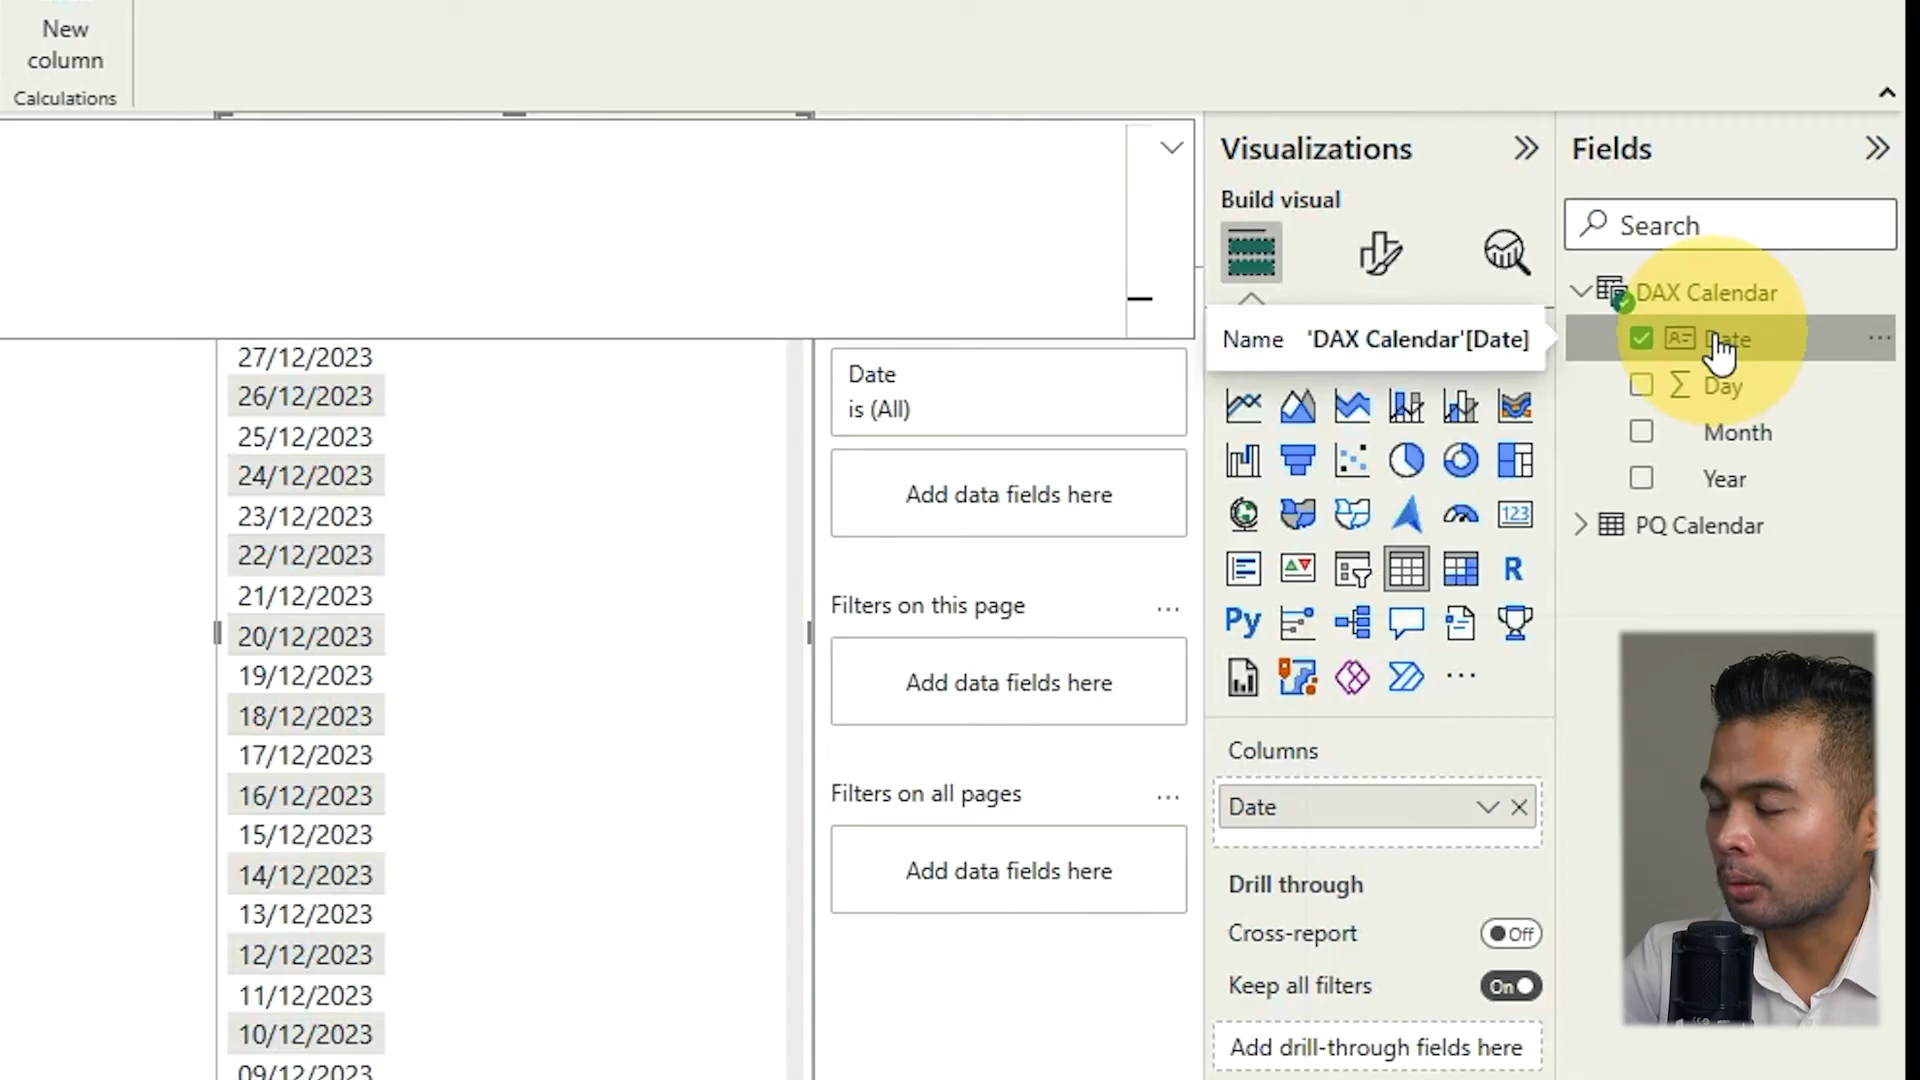 New
column
Calculations
27/12/2023
26/12/2023
25/12/2023
24/12/2023
23/12/2023
22/12/2023
21/12/2023
20/12/2023
19/12/2023
18/12/2023
17/12/2023
16/12/2023
15/12/2023
14/12/2023
13/12/2023
12/12/2023
11/12/2023
10/12/2023
09/12/2023
Date
is (All)
Add data fields here
Filters on this page
...
Add data fields here
Filters on all pages
...
Add data fields here
Visualizations
Build visual
Name 'DAX Calendar'[Date]
123
R
Py
...
Columns
Date
Drill through
Cross-report
Off
Keep all filters
On
Add drill-through fields here
Fields
Search
DAX Calendar
Date
...
Day
Month
Year
PQ Calendar